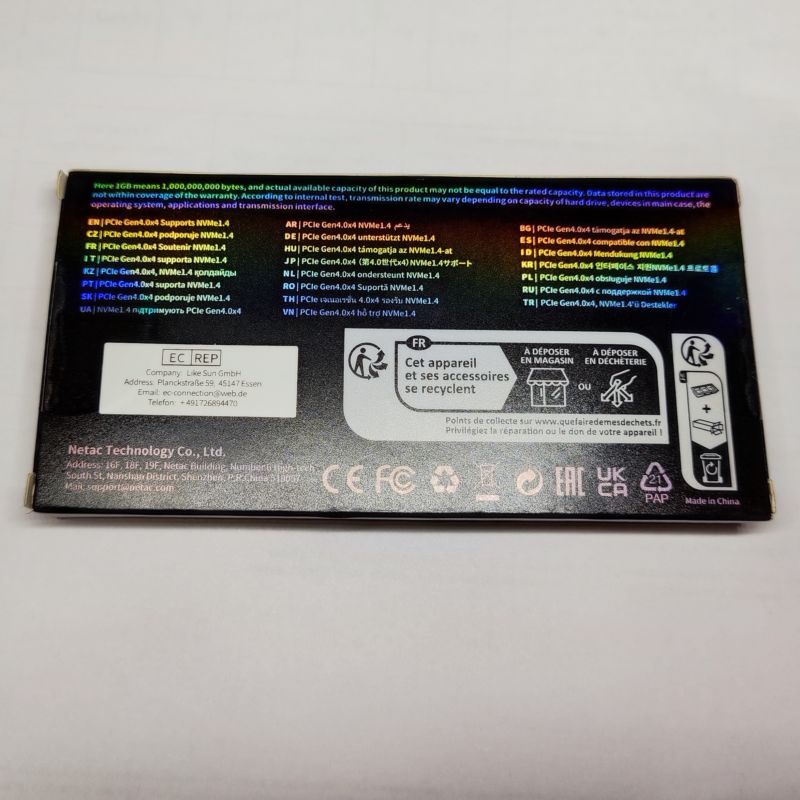 Here 1GB means 1,000,000,000 bytes, and actual available capacity of this product may not be equal to the rated capacity. Data stored in this product are
not within coverage of the warranty. According to internal test, transmission rate may vary depending on capacity of hard drive, devices in main case, the
operating system, applications and transmission interface.
EN | PCIe Gen4.0x4 Supports NVMe1.4
CZ | PCIe Gen4.0x4 podporuje NVMe1.4
FR | PCIe Gen4.0x4 Soutenir NVMe1.4
IT | PCIe Gen4.0x4 supporta NVMe1.4
KZ | PCIe Gen4.0x4, NVMe1.4 қолдайды
PT | PCIe Gen4.0x4 suporta NVMe1.4
SK | PCIe Gen4.0x4 podporuje NVMe1.4
UA | NVMe1.4 підтримують PCIe Gen4.0x4
AR | PCIe Gen4.0x4 NVMe1.4 يدعم
DE | PCIe Gen4.0x4 unterstützt NVMe1.4
HU | PCIe Gen4.0x4 támogatja az NVMe1.4-at
JP | PCIe Gen4.0x4 (第4.0世代x4) NVMe1.4サポート
NL | PCIe Gen4.0x4 ondersteunt NVMe1.4
RO | PCIe Gen4.0x4 Suportă NVMe1.4
TH | PCIe เจเนอเรชั่น 4.0x4 รองรับ NVMe1.4
VN | PCIe Gen4.0x4 hỗ trợ NVMe1.4
BG | PCIe Gen4.0x4 támogatja az NVMe1.4-at
ES | PCIe Gen4.0x4 compatible con NVMe1.4
ID | PCIe Gen4.0x4 Mendukung NVMe1.4
KR | PCIe Gen4.0x4 인터페이스 지원NVMe1.4 프로토콜
PL | PCIe Gen4.0x4 obsługuje NVMe1.4
RU | PCIe Gen4.0x4 с поддержкой NVMe1.4
TR | PCIe Gen4.0x4, NVMe1.4'ü Destekler
EC REP
Company: Like Sun GmbH
Address: Planckstraße 59, 45147 Essen
Email: ec-connection@web.de
Telefon: +491726894470
FR
Cet appareil
et ses accessoires
se recyclent
À DÉPOSER
EN MAGASIN
OU
À DÉPOSER
EN DÉCHÈTERIE
Points de collecte sur www.quefairedemesdechets.fr
Privilégiez la réparation ou le don de votre appareil !
FR
+
Netac Technology Co., Ltd.
Address: 16F, 18F, 19F, Netac Building, Number 6 High-tech
South St, Nanshan District, Shenzhen, P.R.China 518057
Mail: support@netac.com
CE FC EAC UK
CA
21
PAP
Made in China